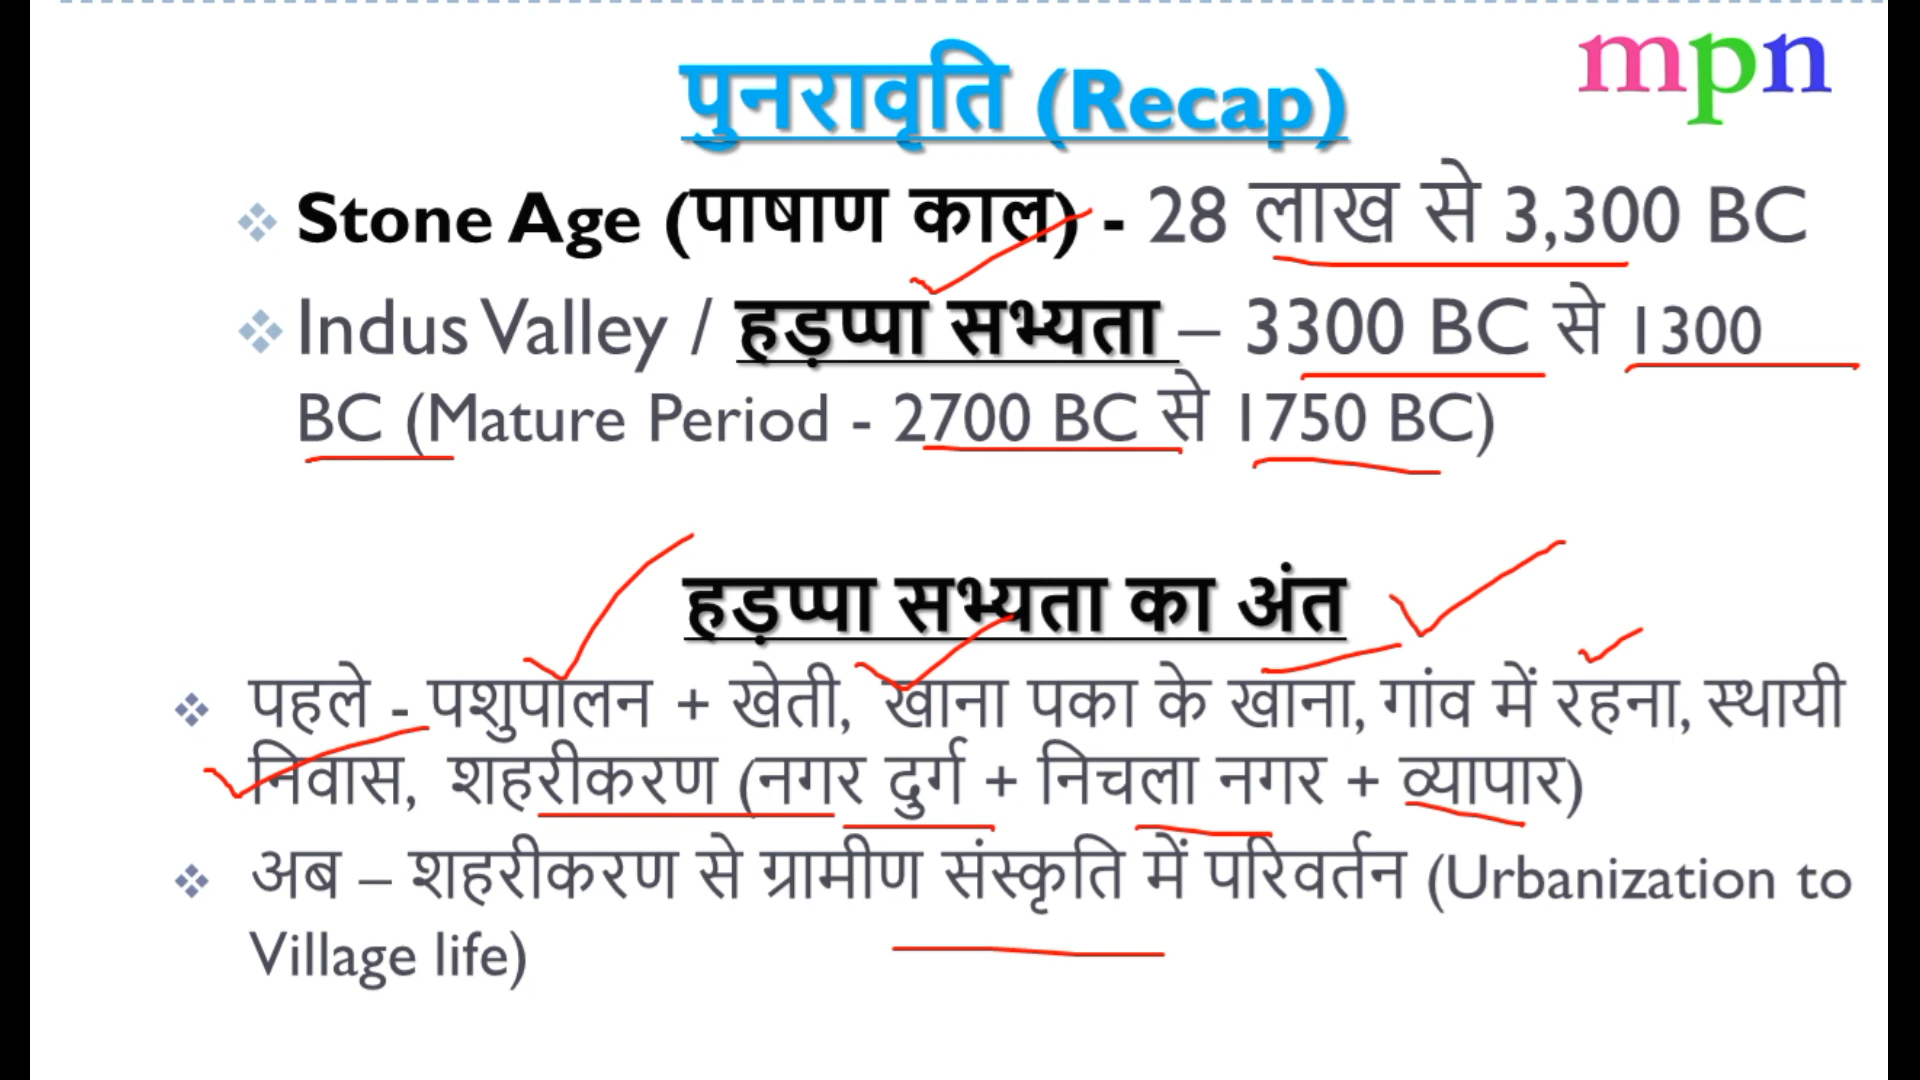 mpn
पुनरावृति (Recap)
Stone Age (पाषाण काल) - 28 लाख से 3,300 BC
Indus Valley / हड़प्पा सभ्यता – 3300 BC से 1300
BC (Mature Period - 2700 BC से 1750 BC)
हड़प्पा सभ्यता का अंत
पहले - पशुपालन + खेती, खाना पका के खाना, गांव में रहना, स्थायी
निवास, शहरीकरण (नगर दुर्ग + निचला नगर + व्यापार)
अब – शहरीकरण से ग्रामीण संस्कृति में परिवर्तन (Urbanization to
Village life)